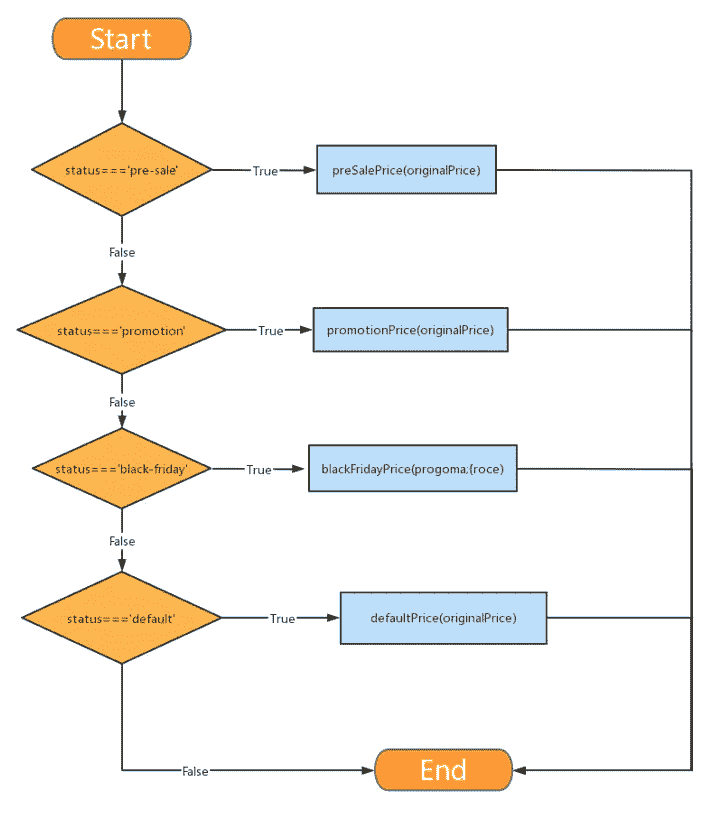 Start
status==='pre-sale'
True
preSalePrice(originalPrice)
False
status==='promotion'
True
promotionPrice(originalPrice)
False
status==='black-friday'
True
blackFridayPrice(progoma;{roce)
False
status==='default'
True
defaultPrice(originalPrice)
False
End